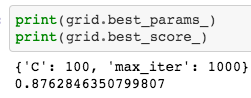 print(grid.best_params_)
print(grid.best_score_)
{'C': 100, 'max_iter': 1000}
0.8762846350799807